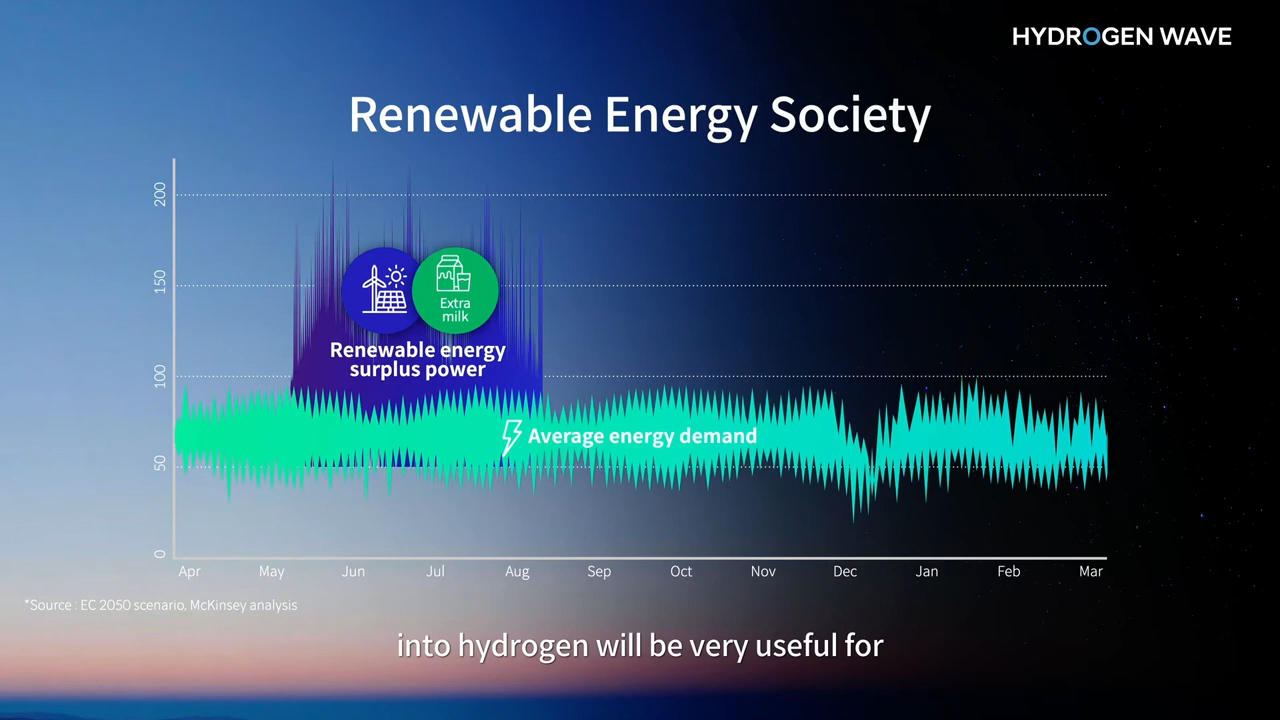 HYDROGEN WAVE
Renewable Energy Society
200
150
100
50
0
Extra
milk
Renewable energy
surplus power
Average energy demand
Apr May Jun Jul Aug Sep Oct Nov Dec Jan Feb Mar
*Source : EC 2050 scenario, McKinsey analysis
into hydrogen will be very useful for